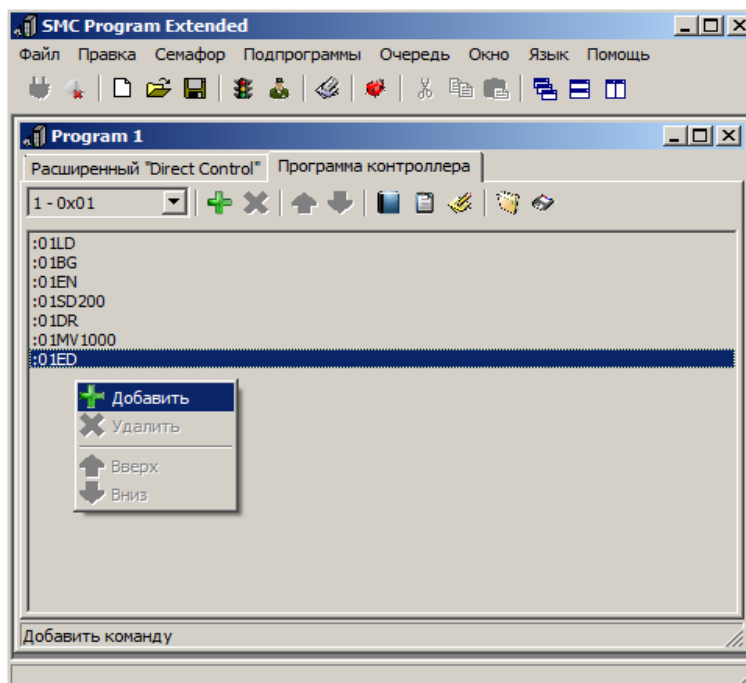 SMC Program Extended
Файл Правка Семафор Подпрограммы Очередь Окно Язык Помощь
Program 1
Расширенный "Direct Control" Программа контроллера
1 - 0x01
:01LD
:01BG
:01EN
:01SD200
:01DR
:01MV1000
:01ED
Добавить
Удалить
Вверх
Вниз
Добавить команду